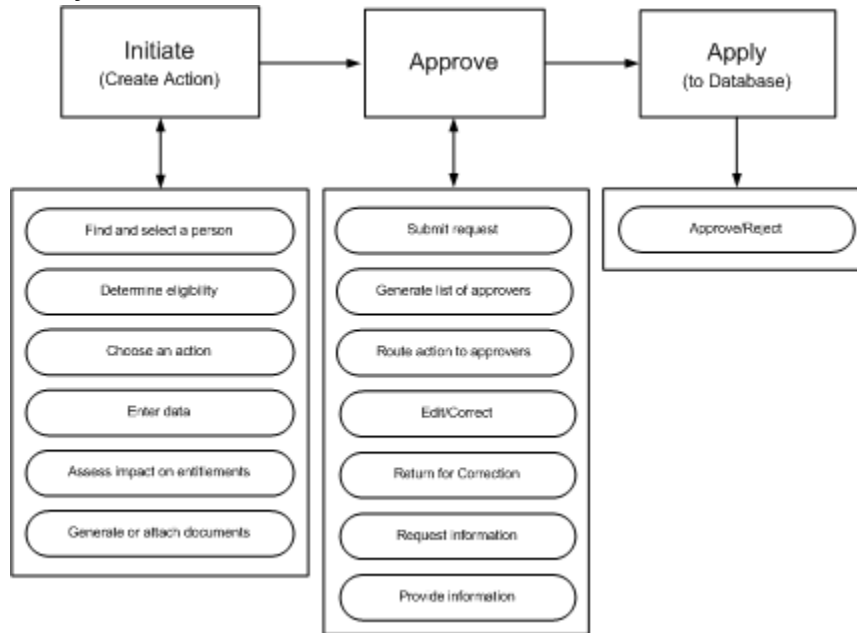 Initiate
(Create Action)
Approve
Apply
(to Database)
Find and select a person
Determine eligibility
Choose an action
Enter data
Assess impact on entitlements
Generate or attach documents
Submit request
Generate list of approvers
Route action to approvers
Edit/Correct
Return for Correction
Request information
Provide information
Approve/Reject